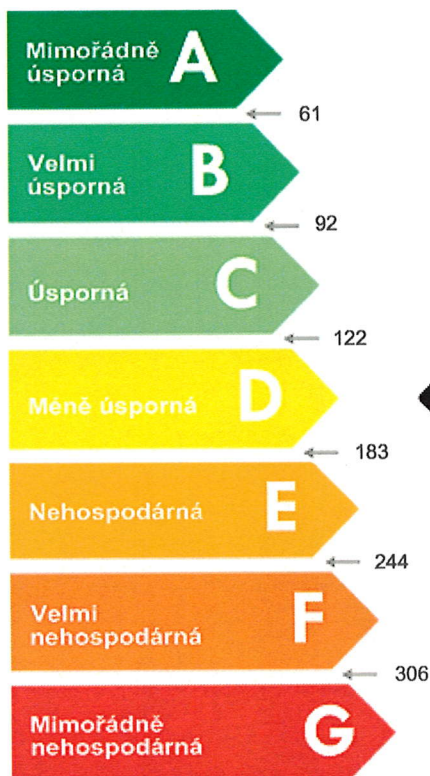 Mimořádně
úsporná
A
61
Velmi
úsporná
B
92
Úsporná
C
122
Méně úsporná
D
183
Nehospodárná
E
244
Velmi
nehospodárná
F
306
Mimořádně
nehospodárná
G